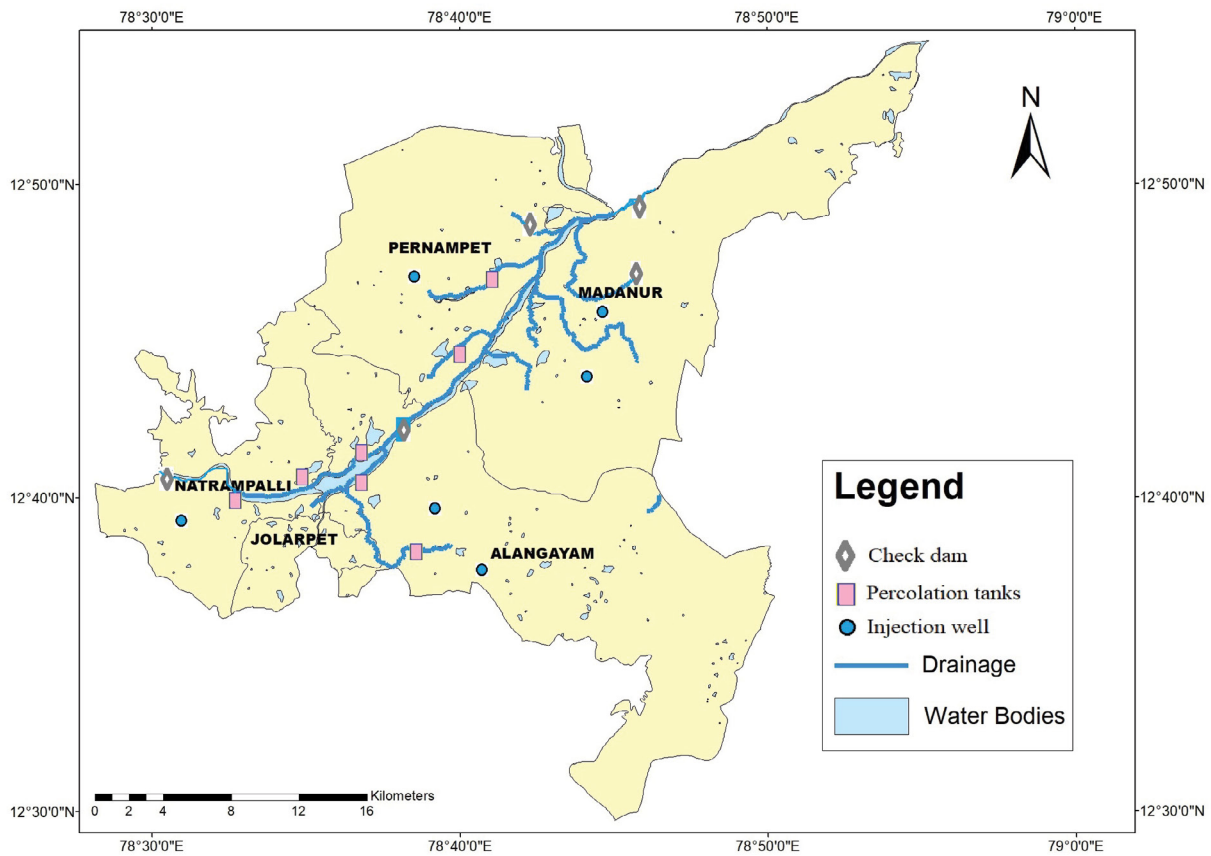 78°30'0"E 78°40'0"E 78°50'0"E 79°0'0"E
N
12°50'0"N 12°50'0"N
PERNAMPET
MADANUR
NATRAMPALLI
12°40'0"N 12°40'0"N
JOLARPET
ALANGAYAM
Legend
Check dam
Percolation tanks
Injection well
Drainage
Water Bodies
Kilometers
0 2 4 8 12 16
12°30'0"N 12°30'0"N
78°30'0"E 78°40'0"E 78°50'0"E 79°0'0"E